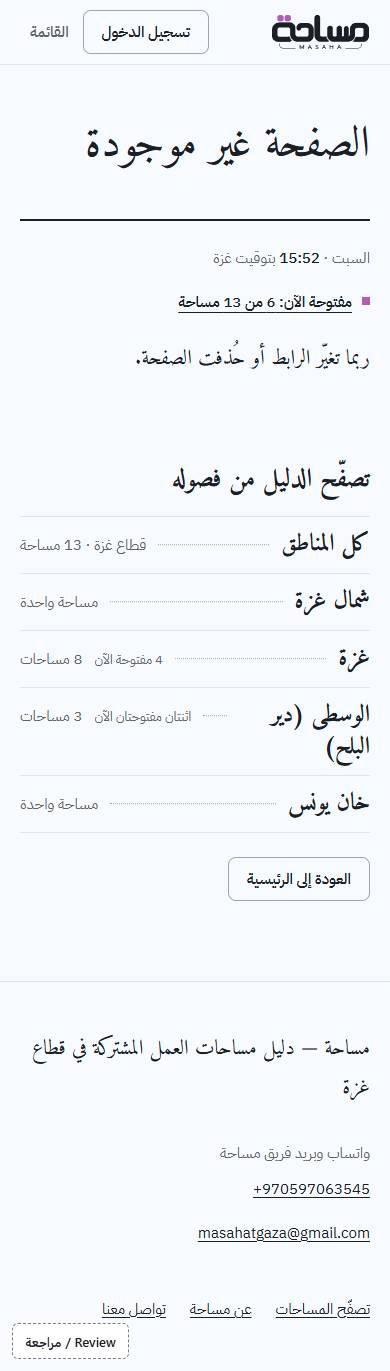 مساحة
MASAHA
تسجيل الدخول
القائمة
الصفحة غير موجودة
السبت · 15:52 بتوقيت غزة
مفتوحة الآن: 6 من 13 مساحة
ربما تغيّر الرابط أو حُذفت الصفحة.
تصفّح الدليل من فصوله
كل المناطق قطاع غزة · 13 مساحة
شمال غزة مساحة واحدة
غزة 4 مفتوحة الآن 8 مساحات
الوسطى (دير اثنتان مفتوحتان الآن 3 مساحات
البلح)
خان يونس مساحة واحدة
العودة إلى الرئيسية
مساحة — دليل مساحات العمل المشتركة في قطاع
غزة
واتساب وبريد فريق مساحة
+970597063545
masahatgaza@gmail.com
تصفّح المساحات عن مساحة تواصل معنا
Review / مراجعة